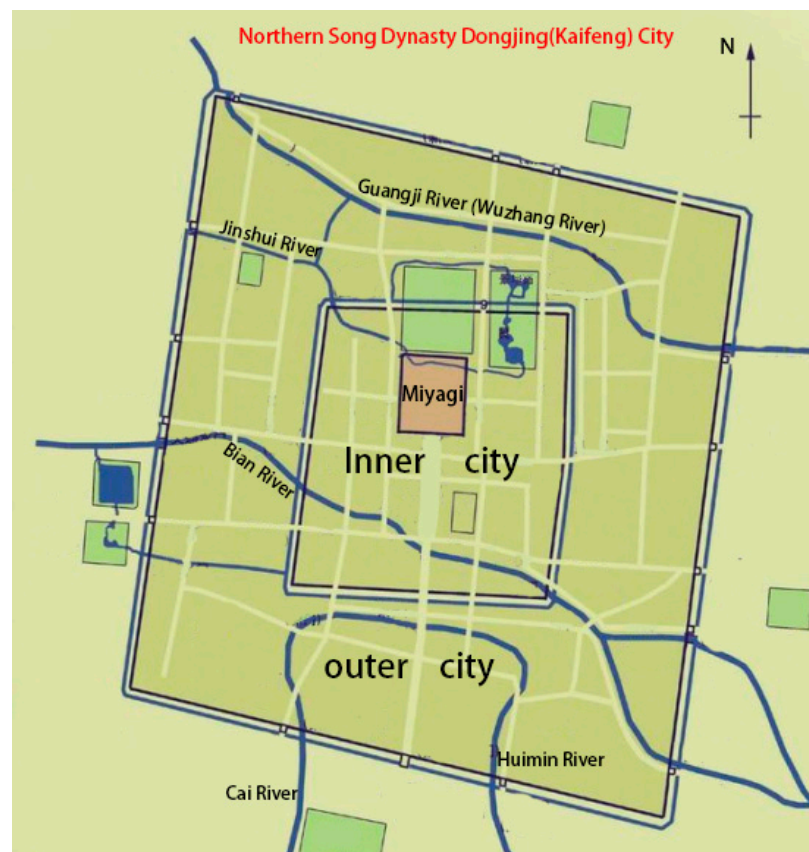 Northern Song Dynasty Dongjing(Kaifeng) City
N
Guangji River (Wuzhang River)
Jinshui River
Miyagi
Inner city
Bian River
outer city
Huimin River
Cai River